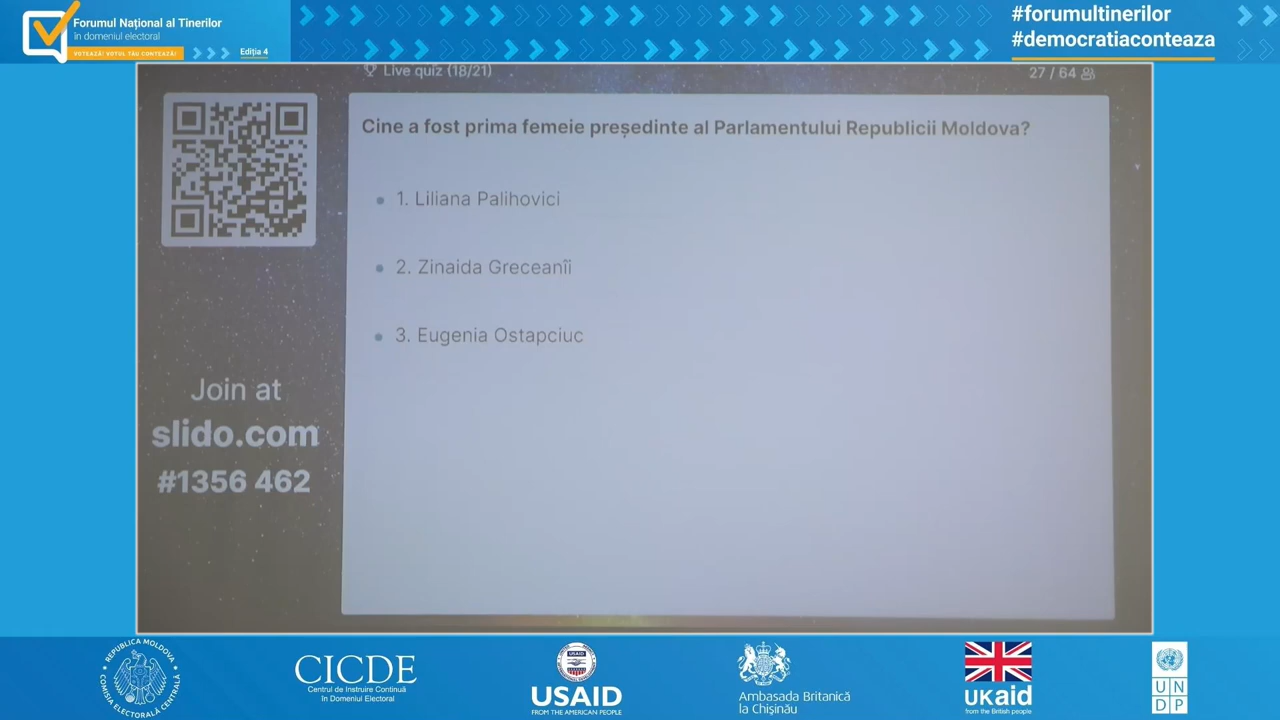 Forumul Național al Tinerilor
în domeniul electoral
VOTEAZĂ! VOTUL TĂU CONTEAZĂ!
Ediția 4
#forumultinerilor
#democratiaconteaza
Live quiz (18/21)
27 / 64
Cine a fost prima femeie președinte al Parlamentului Republicii Moldova?
1. Liliana Palihovici
2. Zinaida Greceanîi
3. Eugenia Ostapciuc
Join at
slido.com
#1356 462
REPUBLICA MOLDOVA
COMISIA ELECTORALĂ CENTRALĂ
CICDE
Centrul de Instruire Continuă
în Domeniul Electoral
USAID
USAID
FROM THE AMERICAN PEOPLE
Ambasada Britanică
la Chișinău
UKaid
from the British people
U N
D P